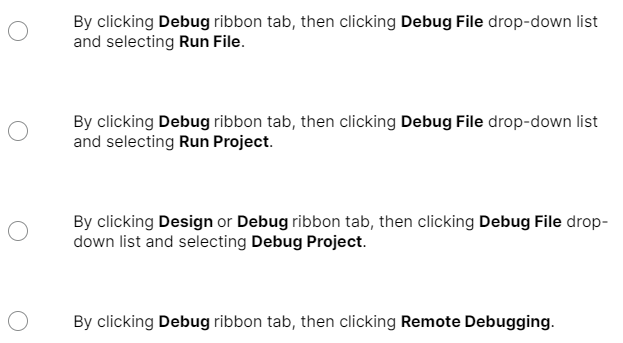 By clicking Debug ribbon tab, then clicking Debug File drop-down list
and selecting Run File.
By clicking Debug ribbon tab, then clicking Debug File drop-down list
and selecting Run Project.
By clicking Design or Debug ribbon tab, then clicking Debug File drop-
down list and selecting Debug Project.
By clicking Debug ribbon tab, then clicking Remote Debugging.